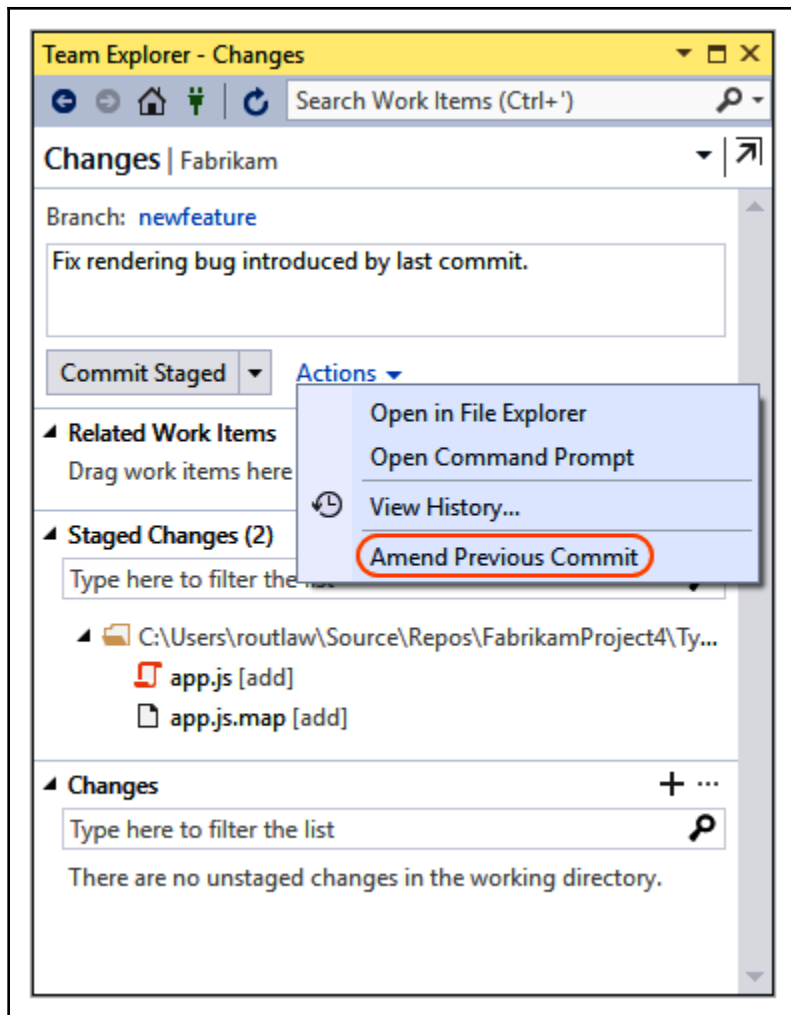 Team Explorer - Changes
Search Work Items (Ctrl+')
Changes | Fabrikam
Branch: newfeature
Fix rendering bug introduced by last commit.
Commit Staged
Actions
Open in File Explorer
Related Work Items
Open Command Prompt
Drag work items here
View History...
Staged Changes (2)
Amend Previous Commit
Type here to filter the list
C:\Users\routlaw\Source\Repos\FabrikamProject4\Ty...
app.js [add]
app.js.map [add]
Changes
Type here to filter the list
There are no unstaged changes in the working directory.